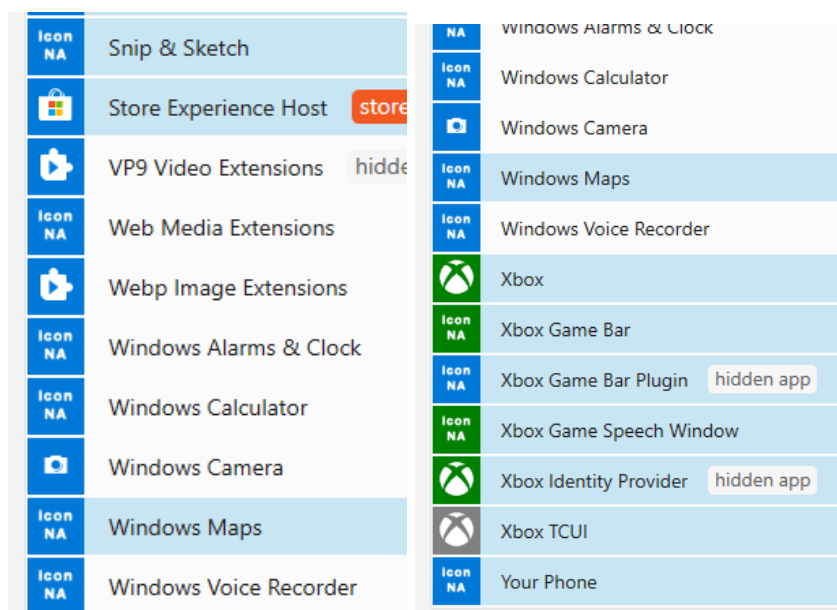 Icon NA Snip & Sketch
Store Experience Host store
VP9 Video Extensions hidde
Icon NA Web Media Extensions
Webp Image Extensions
Icon NA Windows Alarms & Clock
Icon NA Windows Calculator
Windows Camera
Icon NA Windows Maps
Icon NA Windows Voice Recorder
NA Windows Alarms & Clock
Icon NA Windows Calculator
Windows Camera
Icon NA Windows Maps
Icon NA Windows Voice Recorder
Xbox
Icon NA Xbox Game Bar
Icon NA Xbox Game Bar Plugin hidden app
Icon NA Xbox Game Speech Window
Xbox Identity Provider hidden app
Xbox TCUI
Icon NA Your Phone